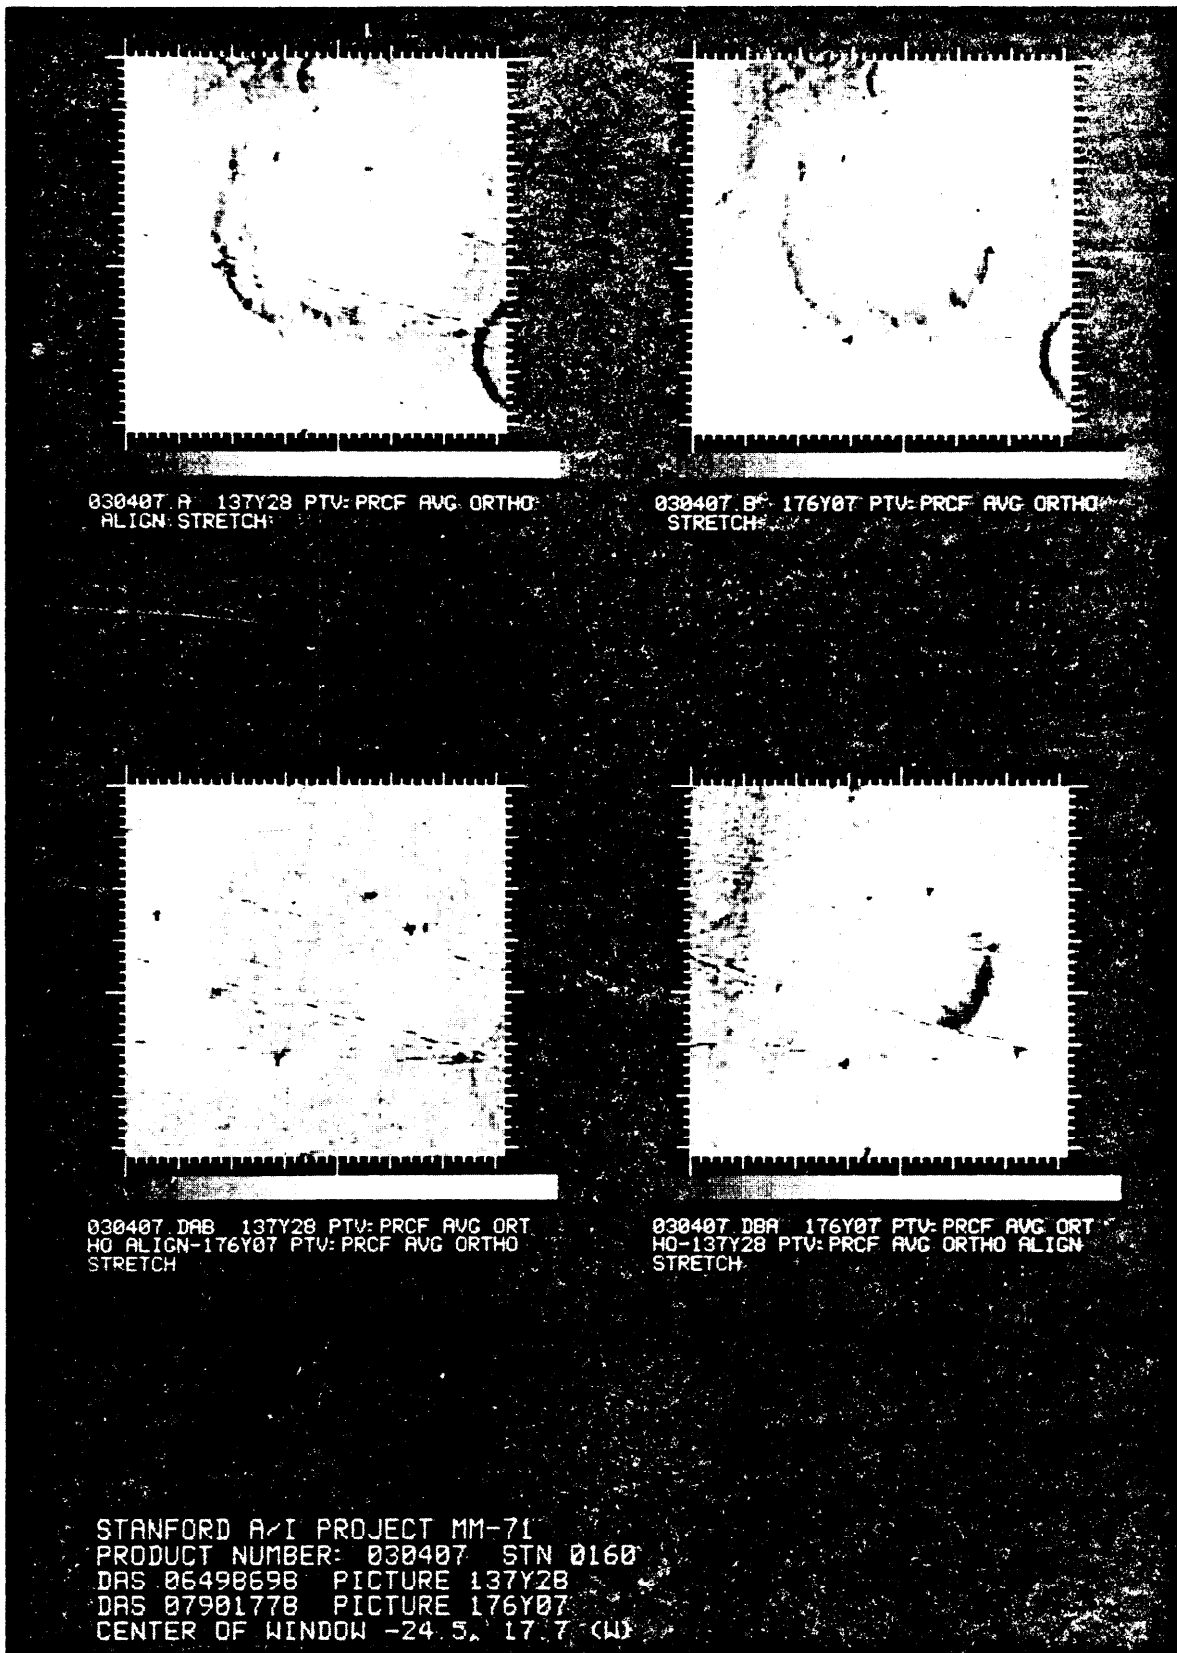 030407.A 137Y28 PTV:PRCF AVG ORTHO
ALIGN STRETCH
030407.B 176Y07 PTV:PRCF AVG ORTHO
STRETCH
030407.DAB 137Y28 PTV:PRCF AVG ORT
HO ALIGN-176Y07 PTV:PRCF AVG ORTHO
STRETCH
030407.DBA 176Y07 PTV:PRCF AVG ORT
HO-137Y28 PTV:PRCF AVG ORTHO ALIGN
STRETCH
STANFORD A/I PROJECT MM-71
PRODUCT NUMBER: 030407 STN 0160
DAS 06498698 PICTURE 137Y28
DAS 07901778 PICTURE 176Y07
CENTER OF WINDOW -24.5, 17.7 (W)